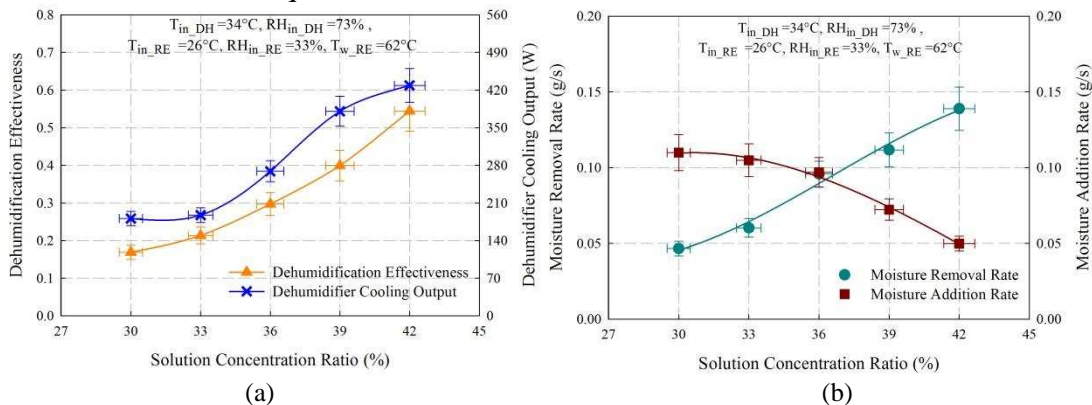 T_in_DH =34°C, RH_in_DH =73% ,
T_in_RE =26°C, RH_in_RE =33%, T_w_RE =62°C
Dehumidification Effectiveness
0.8
0.7
0.6
0.5
0.4
0.3
0.2
0.1
0.0
560
490
420
350
280
210
140
70
0
Dehumidifier Cooling Output (W)
Dehumidification Effectiveness
Dehumidifier Cooling Output
27 30 33 36 39 42 45
Solution Concentration Ratio (%)
(a)
T_in_DH =34°C, RH_in_DH =73% ,
T_in_RE =26°C, RH_in_RE =33%, T_w_RE =62°C
Moisture Removal Rate (g/s)
0.20
0.15
0.10
0.05
0.00
0.20
0.15
0.10
0.05
0.00
Moisture Addition Rate (g/s)
Moisture Removal Rate
Moisture Addition Rate
27 30 33 36 39 42 45
Solution Concentration Ratio (%)
(b)